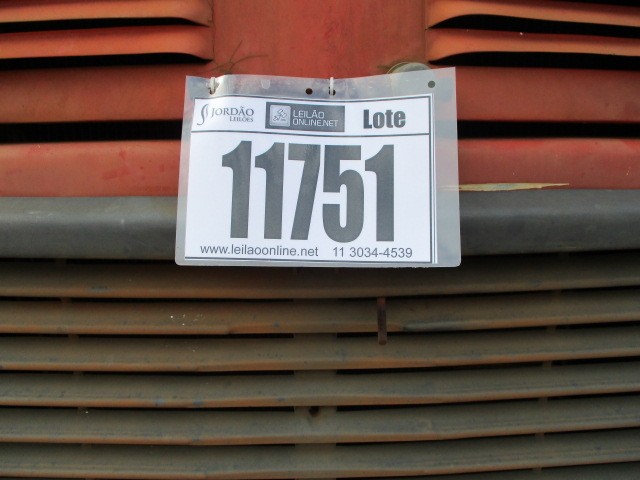 JORDÃO
LEILÕES
LEILÃO
ONLINE.NET
Lote
11751
www.leilaoonline.net 11 3034-4539